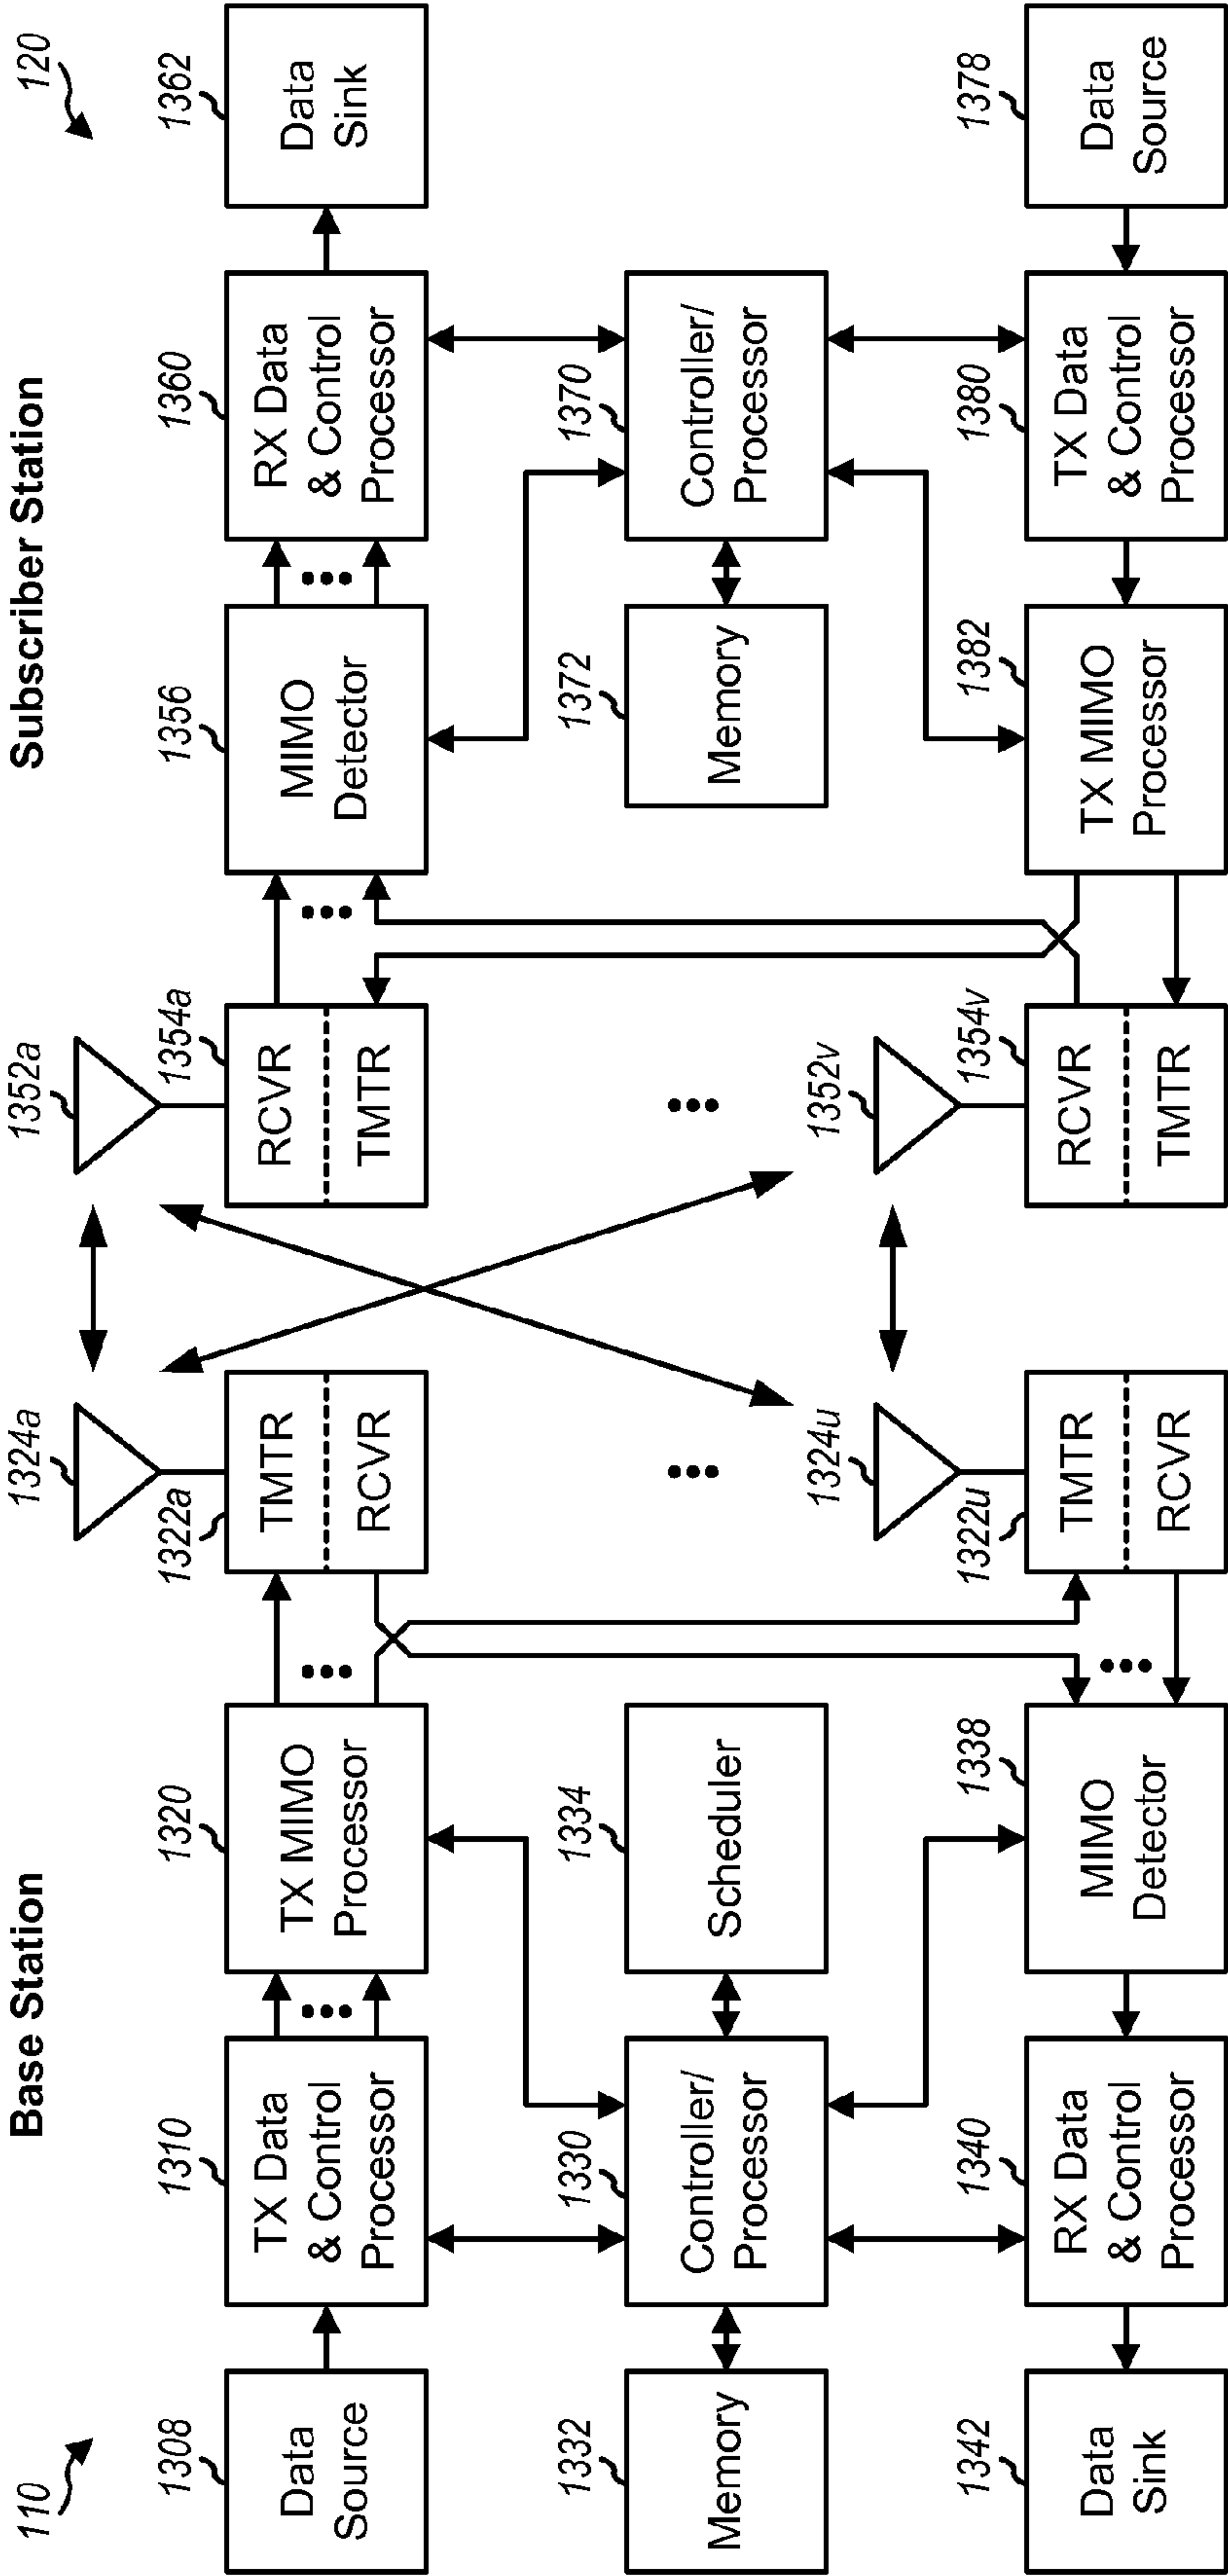 Base Station
Subscriber Station
110
120
1308
Data
Source
1310
TX Data
& Control
Processor
1320
TX MIMO
Processor
1322a
TMTR
RCVR
1324a
1352a
1354a
RCVR
TMTR
1356
MIMO
Detector
1360
RX Data
& Control
Processor
1362
Data
Sink
1332
Memory
1330
Controller/
Processor
1334
Scheduler
1372
Memory
1370
Controller/
Processor
1342
Data
Sink
1340
RX Data
& Control
Processor
1338
MIMO
Detector
1322u
TMTR
RCVR
1324u
1352v
1354v
RCVR
TMTR
1382
TX MIMO
Processor
1380
TX Data
& Control
Processor
1378
Data
Source